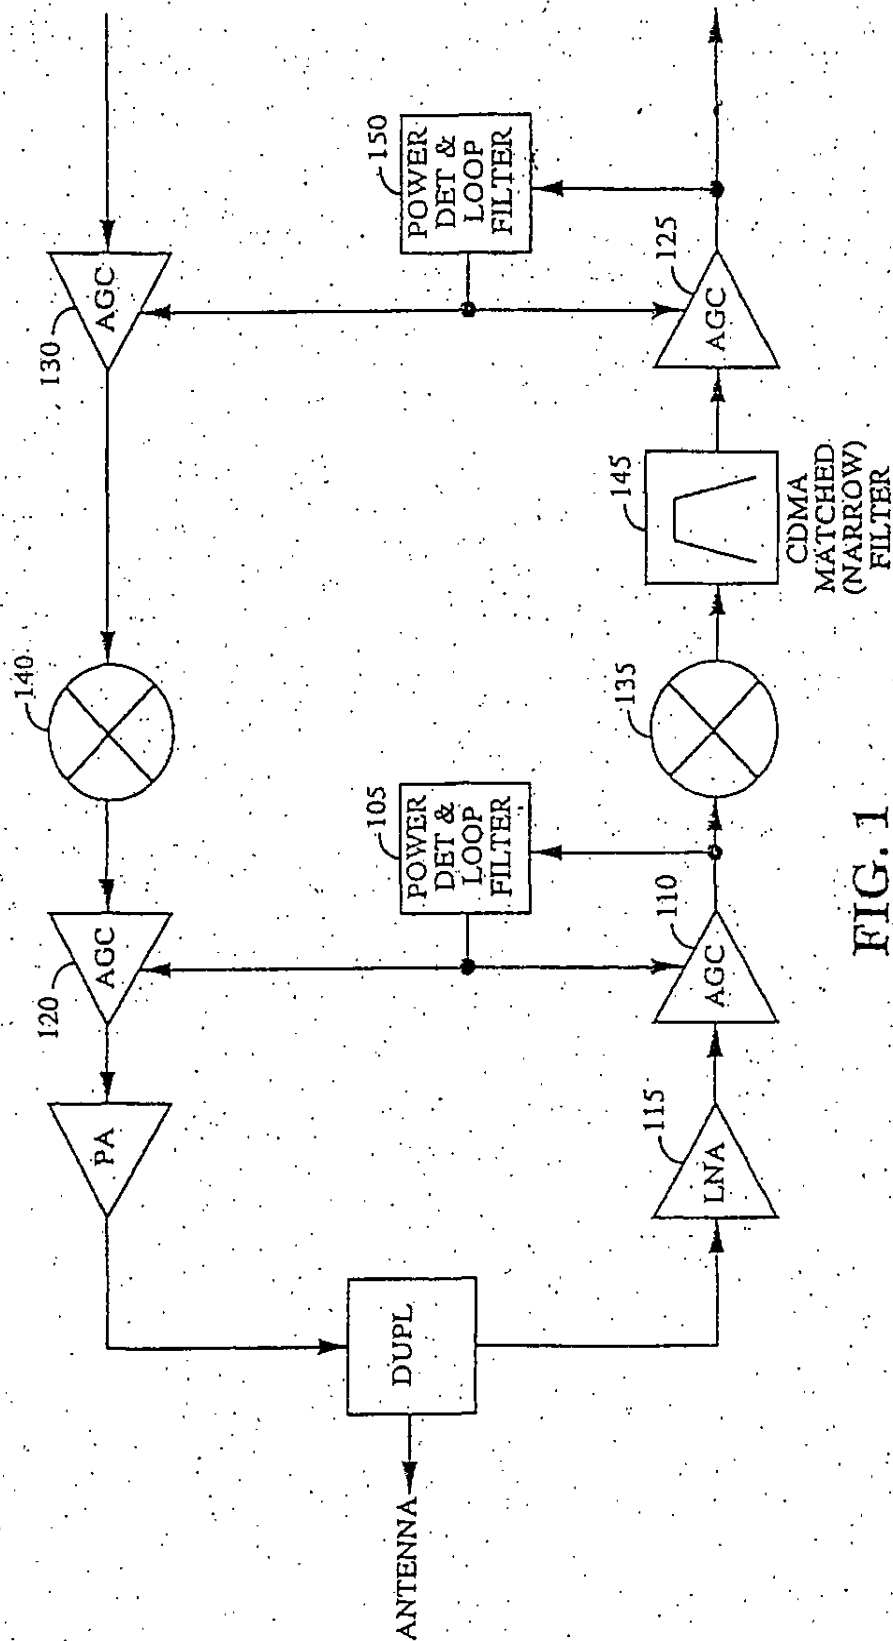 ANTENNA
DUPL
PA
120
AGC
140
130
AGC
105
POWER
DET &
LOOP
FILTER
150
POWER
DET &
LOOP
FILTER
115
LNA
110
AGC
135
145
CDMA
MATCHED
(NARROW)
FILTER
125
AGC
FIG. 1